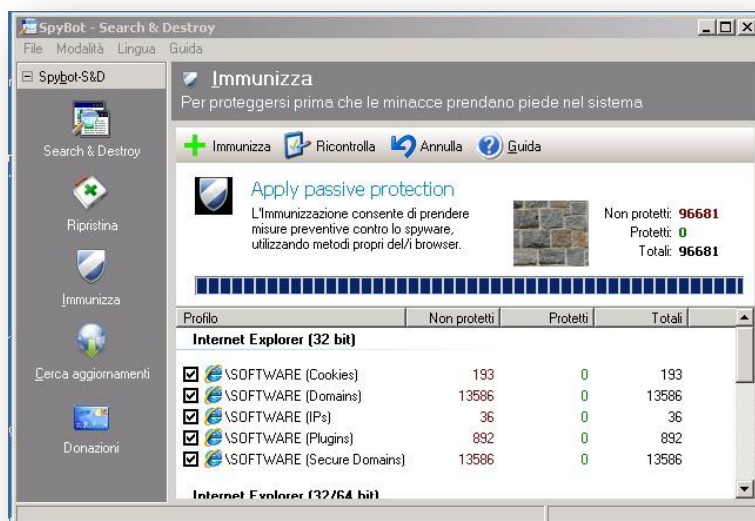 SpyBot - Search & Destroy
File Modalità Lingua Guida
Spybot-S&D
Search & Destroy
Ripristina
Immunizza
Cerca aggiornamenti
Donazioni
Immunizza
Per proteggersi prima che le minacce prendano piede nel sistema
Immunizza Ricontrolla Annulla Guida
Apply passive protection
L'Immunizzazione consente di prendere
misure preventive contro lo spyware,
utilizzando metodi propri del/i browser.
Non protetti: 96681
Protetti: 0
Totali: 96681
Profilo Non protetti Protetti Totali
Internet Explorer (32 bit)
\SOFTWARE (Cookies) 193 0 193
\SOFTWARE (Domains) 13586 0 13586
\SOFTWARE (IPs) 36 0 36
\SOFTWARE (Plugins) 892 0 892
\SOFTWARE (Secure Domains) 13586 0 13586
Internet Explorer (32/64 bit)